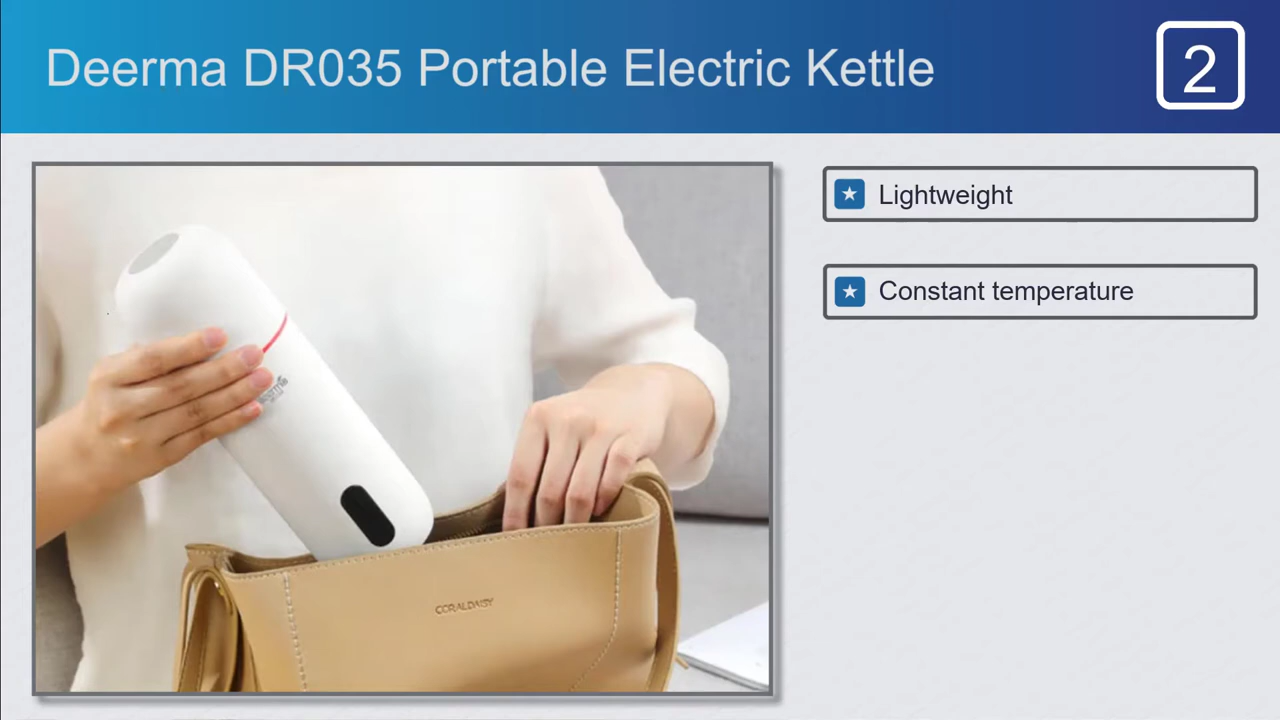 Deerma DR035 Portable Electric Kettle
2
Lightweight
Constant temperature
CORALDAISY